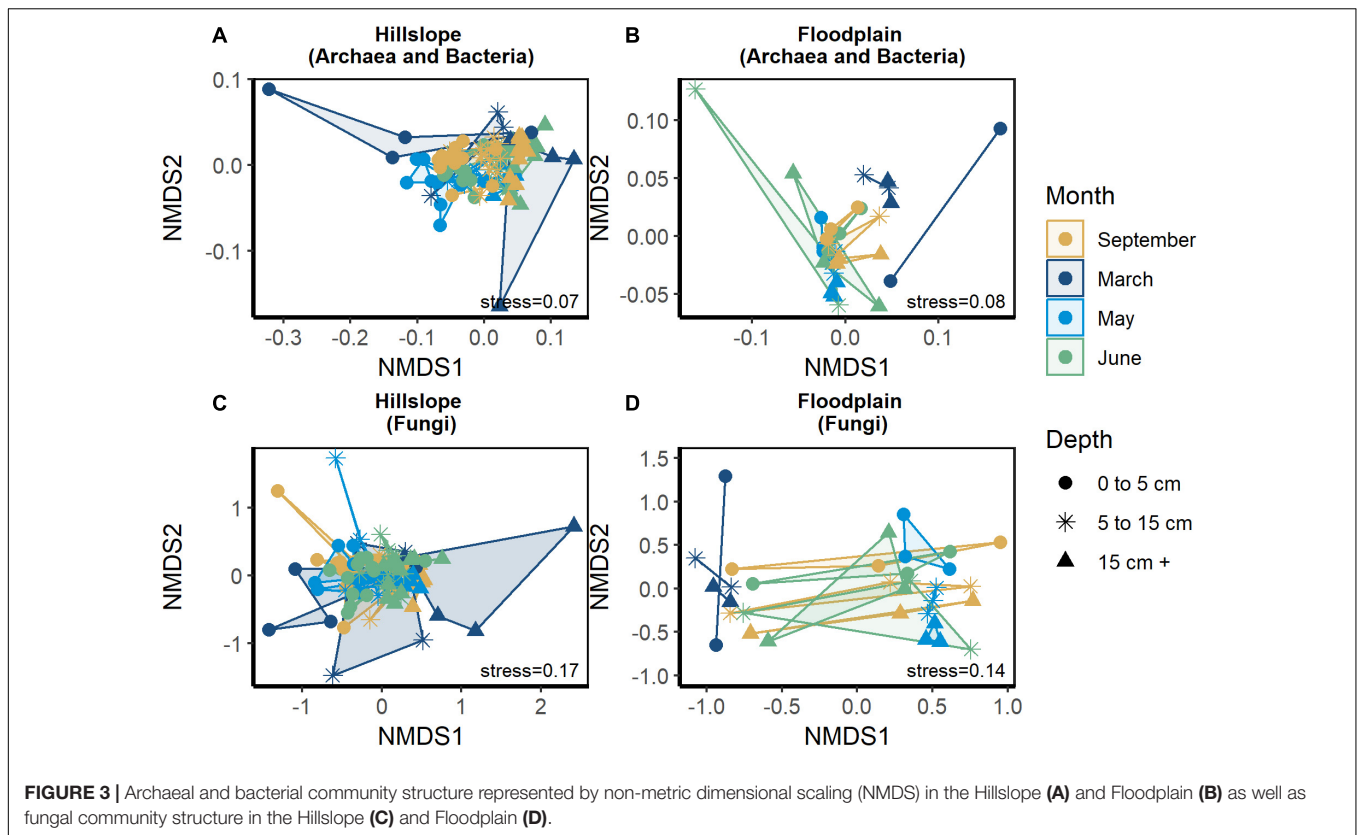 A
Hillslope
(Archaea and Bacteria)
0.1
0.0
-0.1
NMDS2
stress=0.07
-0.3 -0.2 -0.1 0.0 0.1
NMDS1
B
Floodplain
(Archaea and Bacteria)
0.10
0.05
0.00
-0.05
NMDS2
stress=0.08
-0.1 0.0 0.1
NMDS1
C
Hillslope
(Fungi)
1
0
-1
NMDS2
stress=0.17
-1 0 1 2
NMDS1
D
Floodplain
(Fungi)
1.5
1.0
0.5
0.0
-0.5
-1.0
NMDS2
stress=0.14
-1.0 -0.5 0.0 0.5 1.0
NMDS1
Month
September
March
May
June
Depth
0 to 5 cm
5 to 15 cm
15 cm +
FIGURE 3 | Archaeal and bacterial community structure represented by non-metric dimensional scaling (NMDS) in the Hillslope (A) and Floodplain (B) as well as
fungal community structure in the Hillslope (C) and Floodplain (D).